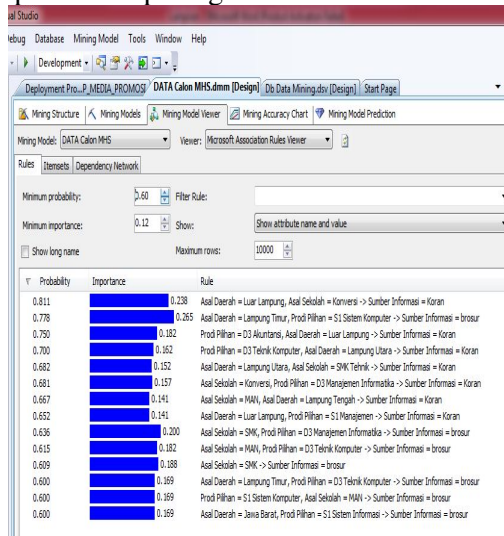 ual Studio
Debug Database Mining Model Tools Window Help
Development
Deployment Pro...P_MEDIA_PROMOSI DATA Calon MHS.dmm [Design] Db Data Mining.dsv [Design] Start Page
Mining Structure Mining Models Mining Model Viewer Mining Accuracy Chart Mining Model Prediction
Mining Model: DATA Calon MHS Viewer: Microsoft Association Rules Viewer
Rules Itemsets Dependency Network
Minimum probability: 0.60 Filter Rule:
Minimum importance: 0.12 Show: Show attribute name and value
Show long name Maximum rows: 10000
Probability Importance Rule
0.811 0.238 Asal Daerah = Luar Lampung, Asal Sekolah = Konversi -> Sumber Informasi = Koran
0.778 0.265 Asal Daerah = Lampung Timur, Prodi Pilihan = S1 Sistem Komputer -> Sumber Informasi = brosur
0.750 0.182 Prodi Pilihan = D3 Akuntansi, Asal Daerah = Luar Lampung -> Sumber Informasi = Koran
0.700 0.162 Prodi Pilihan = D3 Teknik Komputer, Asal Daerah = Lampung Utara -> Sumber Informasi = Koran
0.682 0.152 Asal Daerah = Lampung Utara, Asal Sekolah = SMK Tehnik -> Sumber Informasi = Koran
0.681 0.157 Asal Sekolah = Konversi, Prodi Pilihan = D3 Manajemen Informatika -> Sumber Informasi = Koran
0.667 0.141 Asal Sekolah = MAN, Asal Daerah = Lampung Tengah -> Sumber Informasi = Koran
0.652 0.141 Asal Daerah = Luar Lampung, Prodi Pilihan = S1 Manajemen -> Sumber Informasi = Koran
0.636 0.200 Asal Sekolah = SMK, Prodi Pilihan = D3 Manajemen Informatika -> Sumber Informasi = brosur
0.615 0.182 Asal Sekolah = MAN, Prodi Pilihan = D3 Teknik Komputer -> Sumber Informasi = brosur
0.609 0.188 Asal Sekolah = SMK -> Sumber Informasi = brosur
0.600 0.169 Asal Daerah = Lampung Timur, Prodi Pilihan = D3 Teknik Komputer -> Sumber Informasi = brosur
0.600 0.169 Prodi Pilihan = S1 Sistem Komputer, Asal Sekolah = MAN -> Sumber Informasi = brosur
0.600 0.169 Asal Daerah = Jawa Barat, Prodi Pilihan = S1 Sistem Informasi -> Sumber Informasi = brosur